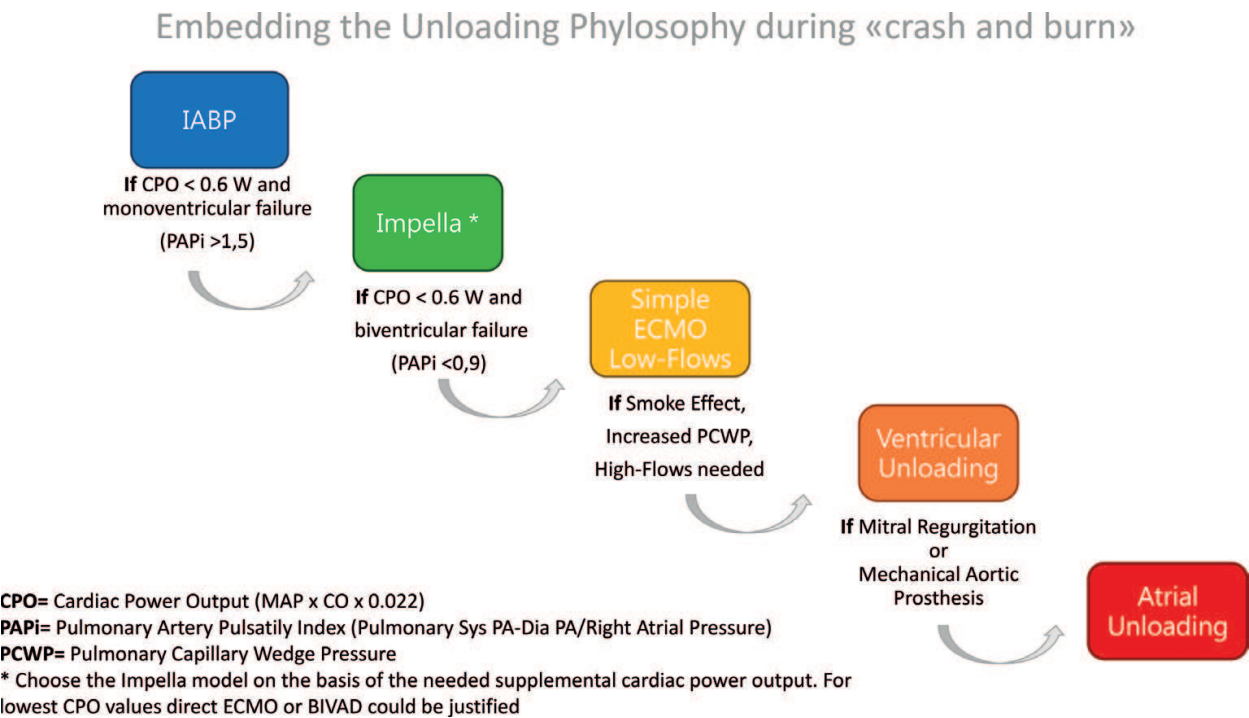 Embedding the Unloading Phylosophy during «crash and burn»
IABP
If CPO < 0.6 W and
monoventricular failure
(PAPi >1,5)
Impella *
If CPO < 0.6 W and
biventricular failure
(PAPi <0,9)
Simple
ECMO
Low-Flows
If Smoke Effect,
Increased PCWP,
High-Flows needed
Ventricular
Unloading
If Mitral Regurgitation
or
Mechanical Aortic
Prosthesis
Atrial
Unloading
CPO= Cardiac Power Output (MAP x CO x 0.022)
PAPi= Pulmonary Artery Pulsatily Index (Pulmonary Sys PA-Dia PA/Right Atrial Pressure)
PCWP= Pulmonary Capillary Wedge Pressure
* Choose the Impella model on the basis of the needed supplemental cardiac power output. For
lowest CPO values direct ECMO or BIVAD could be justified